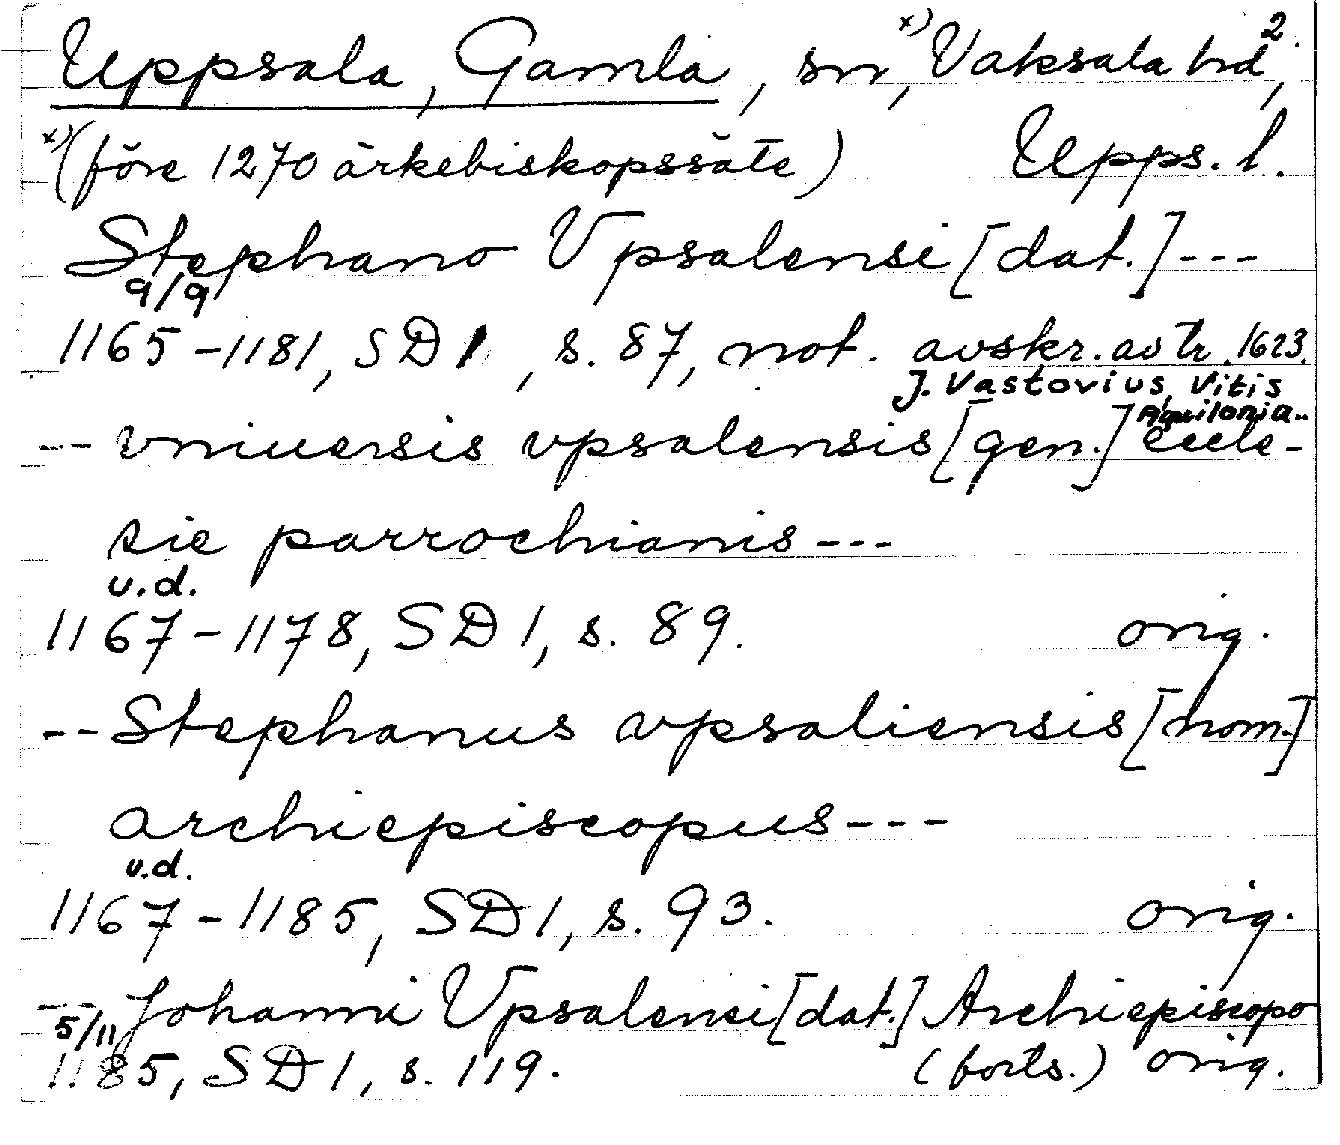 Uppsala, Gamla, sn, x) Vaksala hd, 2.
x) (före 1270 ärkebiskopssäte) Upps. l.
Stephano Vpsalensi [dat.] ---
9/9
1165-1181, SD 1, s. 87, not. avskr. av tr. 1623.
J. Vastovius, Vitis
Aquilonia..
-- vniuersis vpsalensis [gen.] eccle-
sie parrochianis ---
u.d.
1167-1178, SD 1, s. 89. orig.
-- Stephanus vpsaliensis [nom.]
archiepiscopus ---
u.d.
1167-1185, SD 1, s. 93. orig.
-- Johanni Vpsalensi [dat.] Archiepiscopo
5/11
1185, SD 1, s. 119. (forts.) orig.